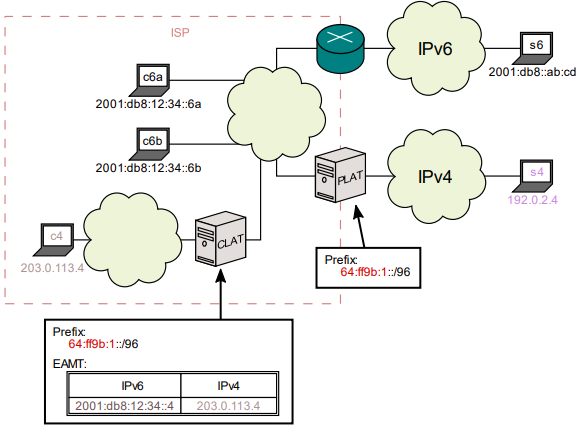 ISP
c6a
2001:db8:12:34::6a
c6b
2001:db8:12:34::6b
c4
203.0.113.4
CLAT
PLAT
IPv6
s6
2001:db8::ab:cd
IPv4
s4
192.0.2.4
Prefix:
64:ff9b:1::/96
Prefix:
64:ff9b:1::/96
EAMT:
IPv6 IPv4
2001:db8:12:34::4 203.0.113.4